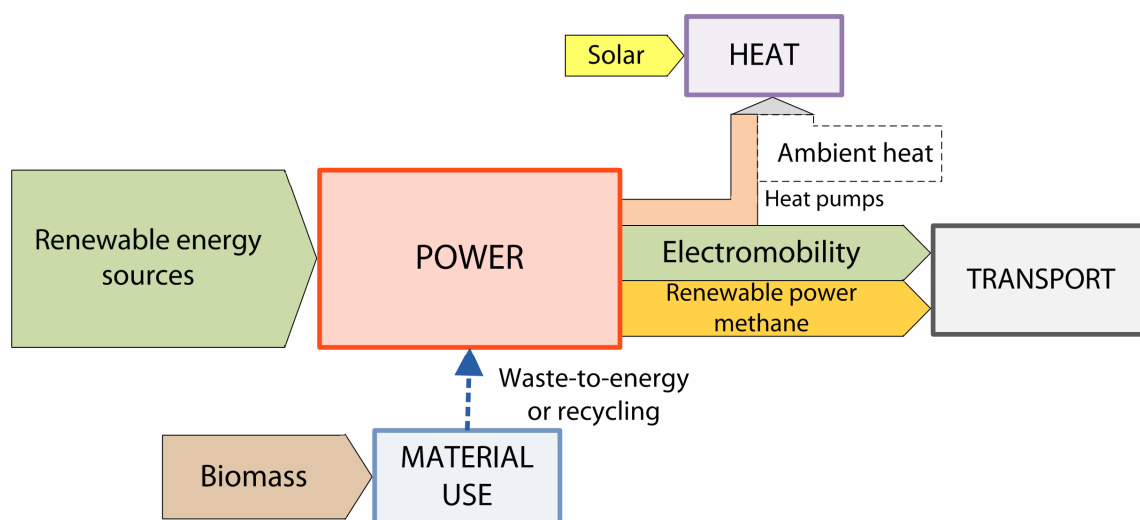 Solar
HEAT
Ambient heat
Heat pumps
Renewable energy
sources
POWER
Electromobility
Renewable power
methane
TRANSPORT
Waste-to-energy
or recycling
Biomass
MATERIAL
USE